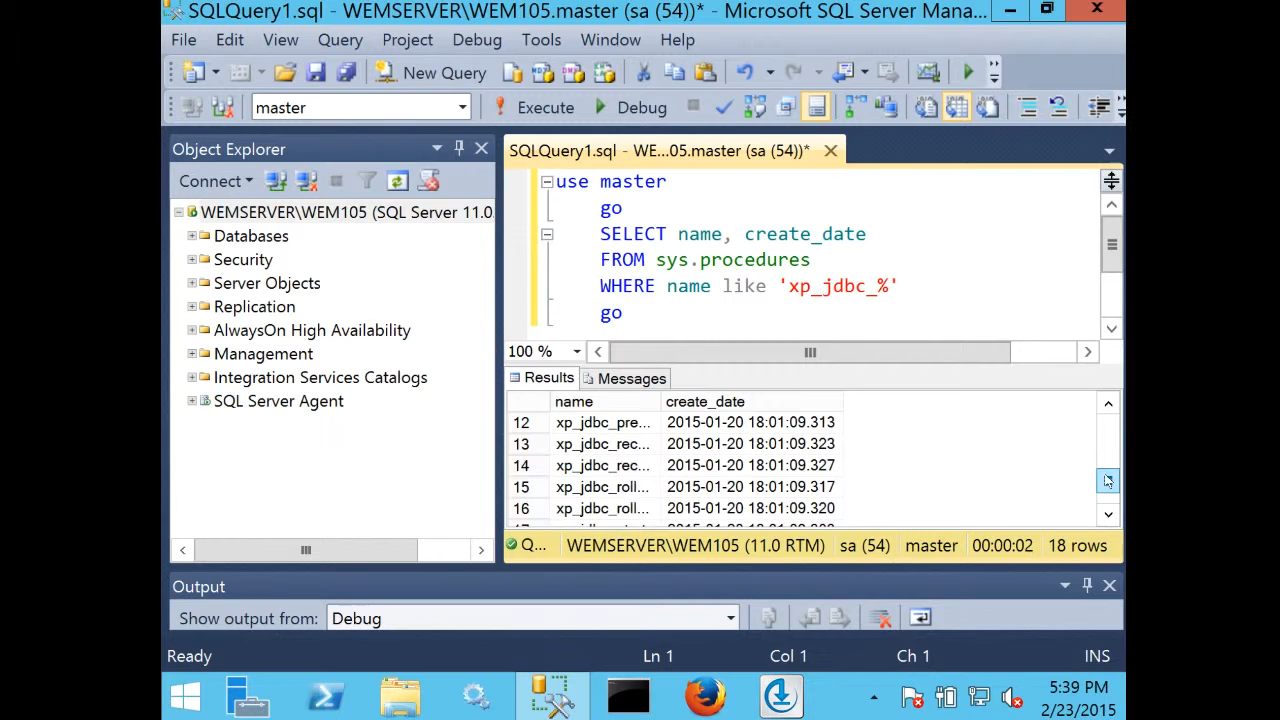 SQLQuery1.sql - WEMSERVER\WEM105.master (sa (54))* - Microsoft SQL Server Mana...
File Edit View Query Project Debug Tools Window Help
New Query
master Execute Debug
Object Explorer
Connect
WEMSERVER\WEM105 (SQL Server 11.0
Databases
Security
Server Objects
Replication
AlwaysOn High Availability
Management
Integration Services Catalogs
SQL Server Agent
SQLQuery1.sql - WE...05.master (sa (54))*
use master
go
SELECT name, create_date
FROM sys.procedures
WHERE name like 'xp_jdbc_%'
go
100 %
Results Messages
name create_date
12 xp_jdbc_pre... 2015-01-20 18:01:09.313
13 xp_jdbc_rec... 2015-01-20 18:01:09.323
14 xp_jdbc_rec... 2015-01-20 18:01:09.327
15 xp_jdbc_roll... 2015-01-20 18:01:09.317
16 xp_jdbc_roll... 2015-01-20 18:01:09.320
Q... WEMSERVER\WEM105 (11.0 RTM) sa (54) master 00:00:02 18 rows
Output
Show output from: Debug
Ready Ln 1 Col 1 Ch 1 INS
5:39 PM
2/23/2015